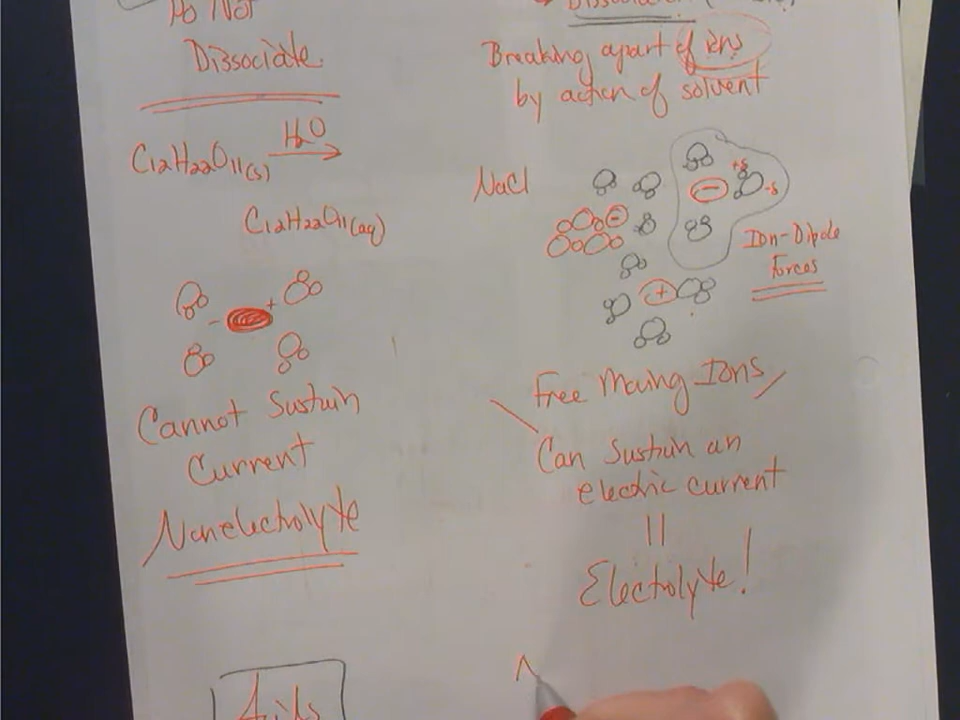 Do Not
Dissociate
C12H22O11(s) H2O →
C12H22O11(aq)
- +
Cannot Sustain
Current
Nonelectrolyte
Breaking apart of ions
by action of solvent
NaCl
+δ
-
-δ
-
+
Ion-Dipole
Forces
Free Moving Ions
Can Sustain an
electric current
Electolyte!